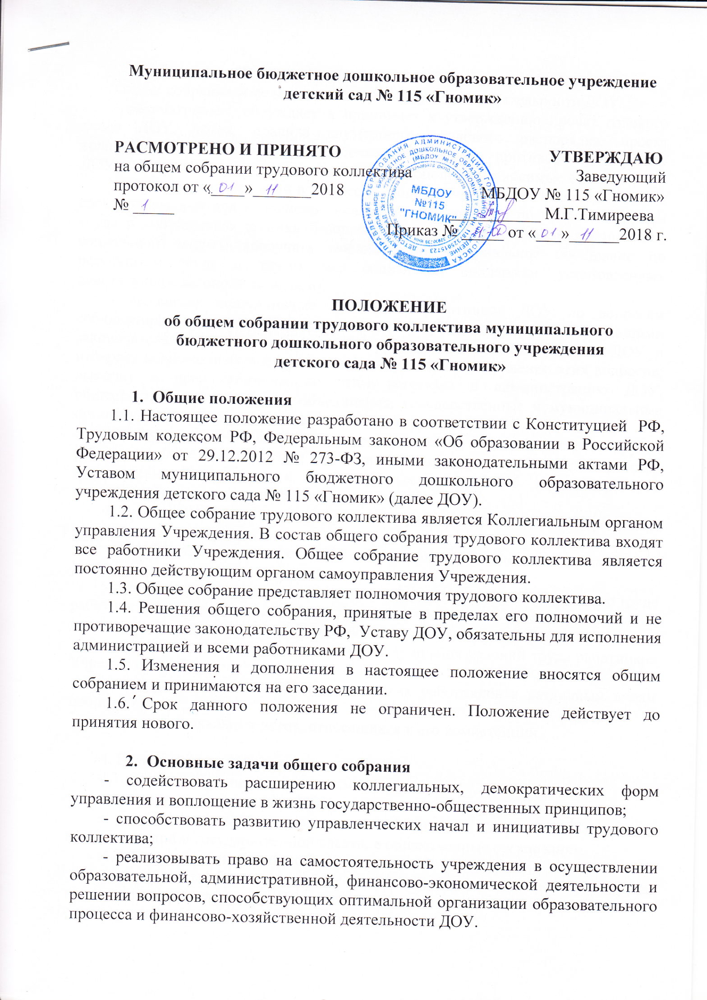 Муниципальное бюджетное дошкольное образовательное учреждение
детский сад № 115 «Гномик»
РАСМОТРЕНО И ПРИНЯТО
на общем собрании трудового коллектива
протокол от «01»11 2018
№ 1
УТВЕРЖДАЮ
Заведующий
МБДОУ № 115 «Гномик»
М.Г.Тимиреева
Приказ № от «01» 11 2018 г.
УПРАВЛЕНИЕ ОБРАЗОВАНИЯ АДМИНИСТРАЦИИ
МБДОУ
№115
"ГНОМИК"
ПОЛОЖЕНИЕ
об общем собрании трудового коллектива муниципального
бюджетного дошкольного образовательного учреждения
детского сада № 115 «Гномик»
1. Общие положения
1.1. Настоящее положение разработано в соответствии с Конституцией РФ,
Трудовым кодексом РФ, Федеральным законом «Об образовании в Российской
Федерации» от 29.12.2012 № 273-ФЗ, иными законодательными актами РФ,
Уставом муниципального бюджетного дошкольного образовательного
учреждения детского сада № 115 «Гномик» (далее ДОУ).
1.2. Общее собрание трудового коллектива является Коллегиальным органом
управления Учреждения. В состав общего собрания трудового коллектива входят
все работники Учреждения. Общее собрание трудового коллектива является
постоянно действующим органом самоуправления Учреждения.
1.3. Общее собрание представляет полномочия трудового коллектива.
1.4. Решения общего собрания, принятые в пределах его полномочий и не
противоречащие законодательству РФ, Уставу ДОУ, обязательны для исполнения
администрацией и всеми работниками ДОУ.
1.5. Изменения и дополнения в настоящее положение вносятся общим
собранием и принимаются на его заседании.
1.6. Срок данного положения не ограничен. Положение действует до
принятия нового.
2. Основные задачи общего собрания
- содействовать расширению коллегиальных, демократических форм
управления и воплощение в жизнь государственно-общественных принципов;
- способствовать развитию управленческих начал и инициативы трудового
коллектива;
- реализовывать право на самостоятельность учреждения в осуществлении
образовательной, административной, финансово-экономической деятельности и
решении вопросов, способствующих оптимальной организации образовательного
процесса и финансово-хозяйственной деятельности ДОУ.